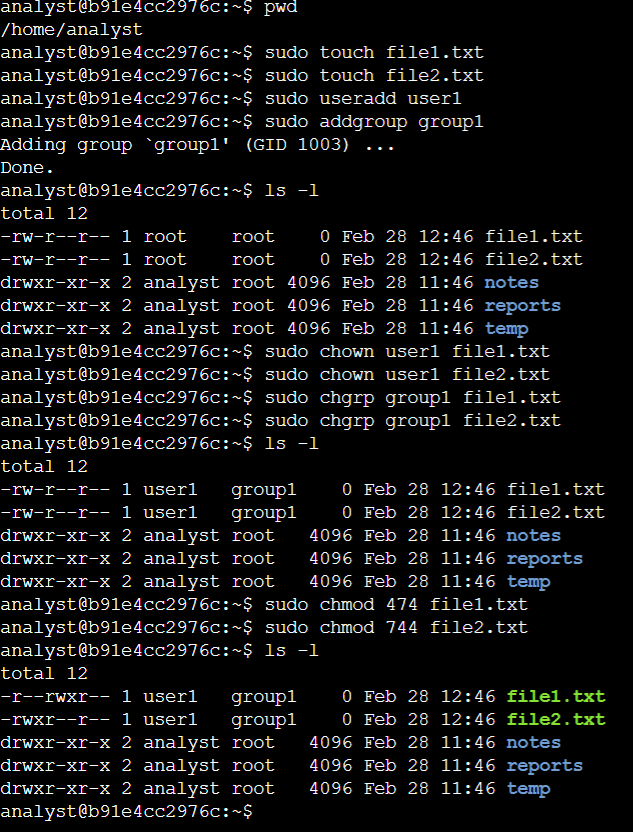 analyst@b91e4cc2976c:~$ pwd
/home/analyst
analyst@b91e4cc2976c:~$ sudo touch file1.txt
analyst@b91e4cc2976c:~$ sudo touch file2.txt
analyst@b91e4cc2976c:~$ sudo useradd user1
analyst@b91e4cc2976c:~$ sudo addgroup group1
Adding group `group1' (GID 1003) ...
Done.
analyst@b91e4cc2976c:~$ ls -l
total 12
-rw-r--r-- 1 root    root    0 Feb 28 12:46 file1.txt
-rw-r--r-- 1 root    root    0 Feb 28 12:46 file2.txt
drwxr-xr-x 2 analyst root 4096 Feb 28 11:46 notes
drwxr-xr-x 2 analyst root 4096 Feb 28 11:46 reports
drwxr-xr-x 2 analyst root 4096 Feb 28 11:46 temp
analyst@b91e4cc2976c:~$ sudo chown user1 file1.txt
analyst@b91e4cc2976c:~$ sudo chown user1 file2.txt
analyst@b91e4cc2976c:~$ sudo chgrp group1 file1.txt
analyst@b91e4cc2976c:~$ sudo chgrp group1 file2.txt
analyst@b91e4cc2976c:~$ ls -l
total 12
-rw-r--r-- 1 user1   group1    0 Feb 28 12:46 file1.txt
-rw-r--r-- 1 user1   group1    0 Feb 28 12:46 file2.txt
drwxr-xr-x 2 analyst root   4096 Feb 28 11:46 notes
drwxr-xr-x 2 analyst root   4096 Feb 28 11:46 reports
drwxr-xr-x 2 analyst root   4096 Feb 28 11:46 temp
analyst@b91e4cc2976c:~$ sudo chmod 474 file1.txt
analyst@b91e4cc2976c:~$ sudo chmod 744 file2.txt
analyst@b91e4cc2976c:~$ ls -l
total 12
-r--rwxr-- 1 user1   group1    0 Feb 28 12:46 file1.txt
-rwxr--r-- 1 user1   group1    0 Feb 28 12:46 file2.txt
drwxr-xr-x 2 analyst root   4096 Feb 28 11:46 notes
drwxr-xr-x 2 analyst root   4096 Feb 28 11:46 reports
drwxr-xr-x 2 analyst root   4096 Feb 28 11:46 temp
analyst@b91e4cc2976c:~$